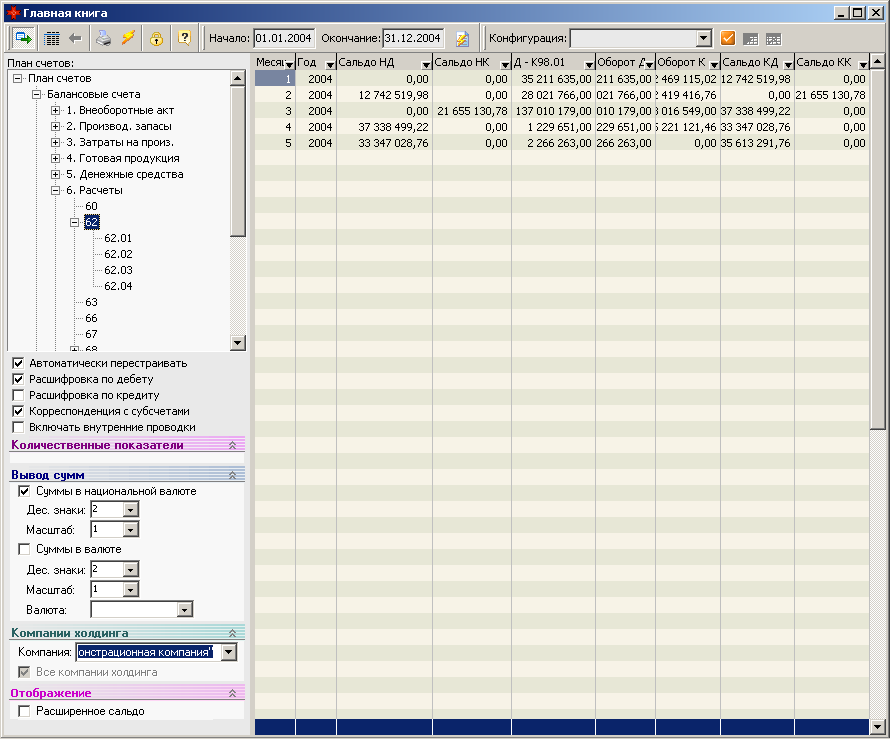 Главная книга
Начало: 01.01.2004 Окончание: 31.12.2004 Конфигурация:
План счетов:
План счетов
Балансовые счета
1. Внеоборотные акт
2. Производ. запасы
3. Затраты на произ.
4. Готовая продукция
5. Денежные средства
6. Расчеты
60
62
62.01
62.02
62.03
62.04
63
66
67
68
Автоматически перестраивать
Расшифровка по дебету
Расшифровка по кредиту
Корреспонденция с субсчетами
Включать внутренние проводки
Количественные показатели
Вывод сумм
Суммы в национальной валюте
Дес. знаки: 2
Масштаб: 1
Суммы в валюте
Дес. знаки: 2
Масштаб: 1
Валюта:
Компании холдинга
Компания: онстрационная компания"
Все компании холдинга
Отображение
Расширенное сальдо
Месяц Год Сальдо НД Сальдо НК Д - К98.01 Оборот Д Оборот К Сальдо КД Сальдо КК
1 2004 0,00 0,00 35 211 635,00 211 635,00 2 469 115,02 12 742 519,98 0,00
2 2004 12 742 519,98 0,00 28 021 766,00 021 766,00 2 419 416,76 0,00 21 655 130,78
3 2004 0,00 21 655 130,78 137 010 179,00 010 179,00 8 016 549,00 37 338 499,22 0,00
4 2004 37 338 499,22 0,00 1 229 651,00 229 651,00 5 221 121,46 33 347 028,76 0,00
5 2004 33 347 028,76 0,00 2 266 263,00 266 263,00 0,00 35 613 291,76 0,00